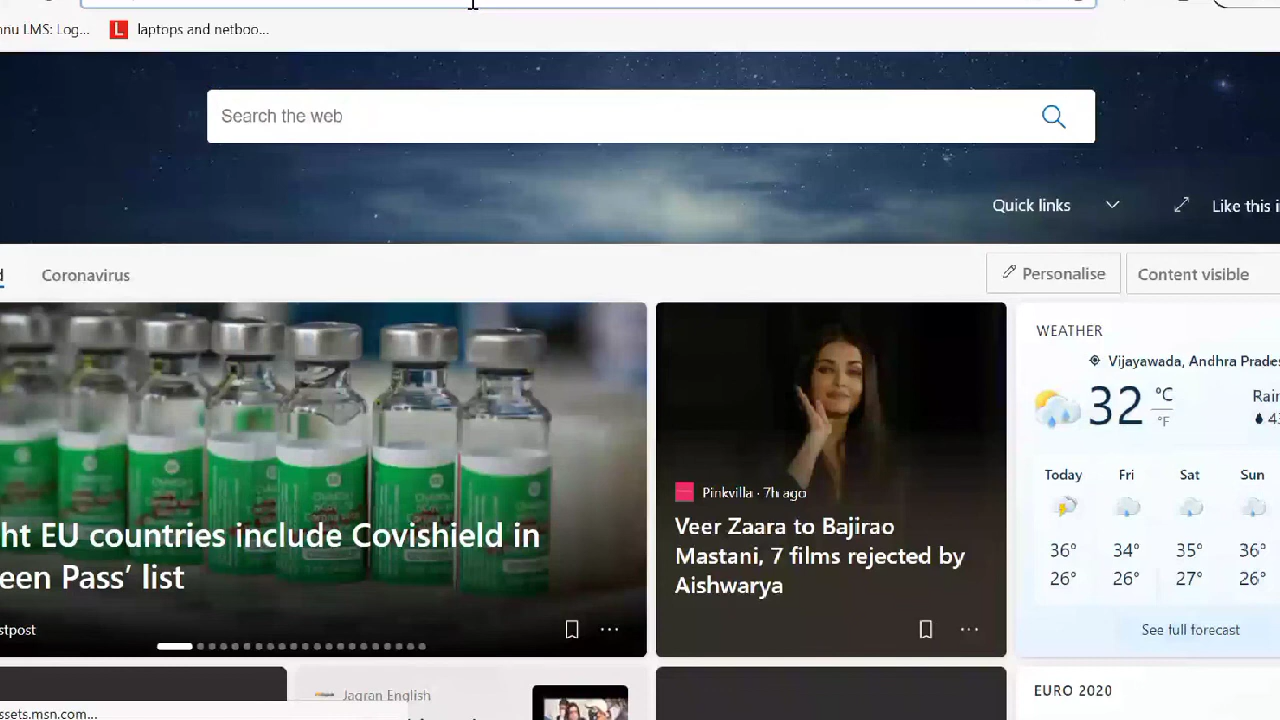 nnu LMS: Log...
L laptops and netboo...
Search the web
Quick links
Like this i
d
Coronavirus
Personalise
Content visible
ht EU countries include Covishield in
een Pass' list
stpost
Pinkvilla · 7h ago
Veer Zaara to Bajirao
Mastani, 7 films rejected by
Aishwarya
WEATHER
Vijayawada, Andhra Prades
32 °C
°F
Rain
43
Today Fri Sat Sun
36° 34° 35° 36°
26° 26° 27° 26°
See full forecast
Jagran English
EURO 2020
ssets.msn.com...